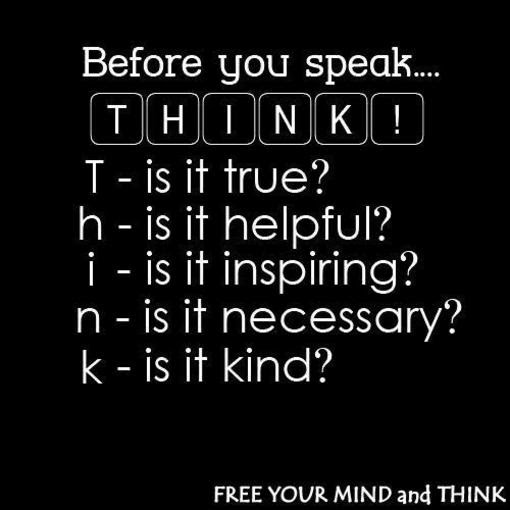 Before you speak....
THINK!
T - is it true?
h - is it helpful?
i - is it inspiring?
n - is it necessary?
k - is it kind?
FREE YOUR MIND and THINK